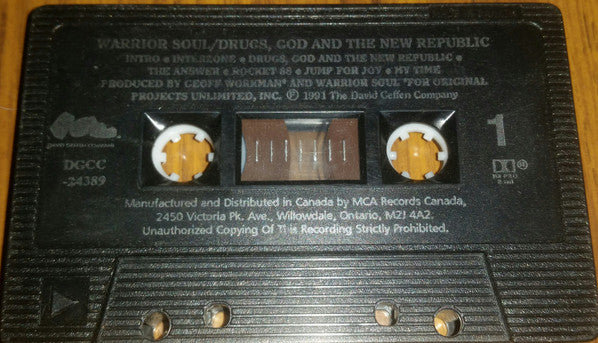 WARRIOR SOUL/DRUGS, GOD AND THE NEW REPUBLIC
INTRO • INTERZONE • DRUGS, GOD AND THE NEW REPUBLIC •
THE ANSWER • ROCKET 88 • JUMP FOR JOY • MY TIME
PRODUCED BY GEOFF WORKMAN* AND WARRIOR SOUL *FOR ORIGINAL
PROJECTS UNLIMITED, INC. ℗ 1991 The David Geffen Company
DGCC
-24389
1
Manufactured and Distributed in Canada by MCA Records Canada,
2450 Victoria Pk. Ave., Willowdale, Ontario, M2J 4A2.
Unauthorized Copying Of This Recording Strictly Prohibited.